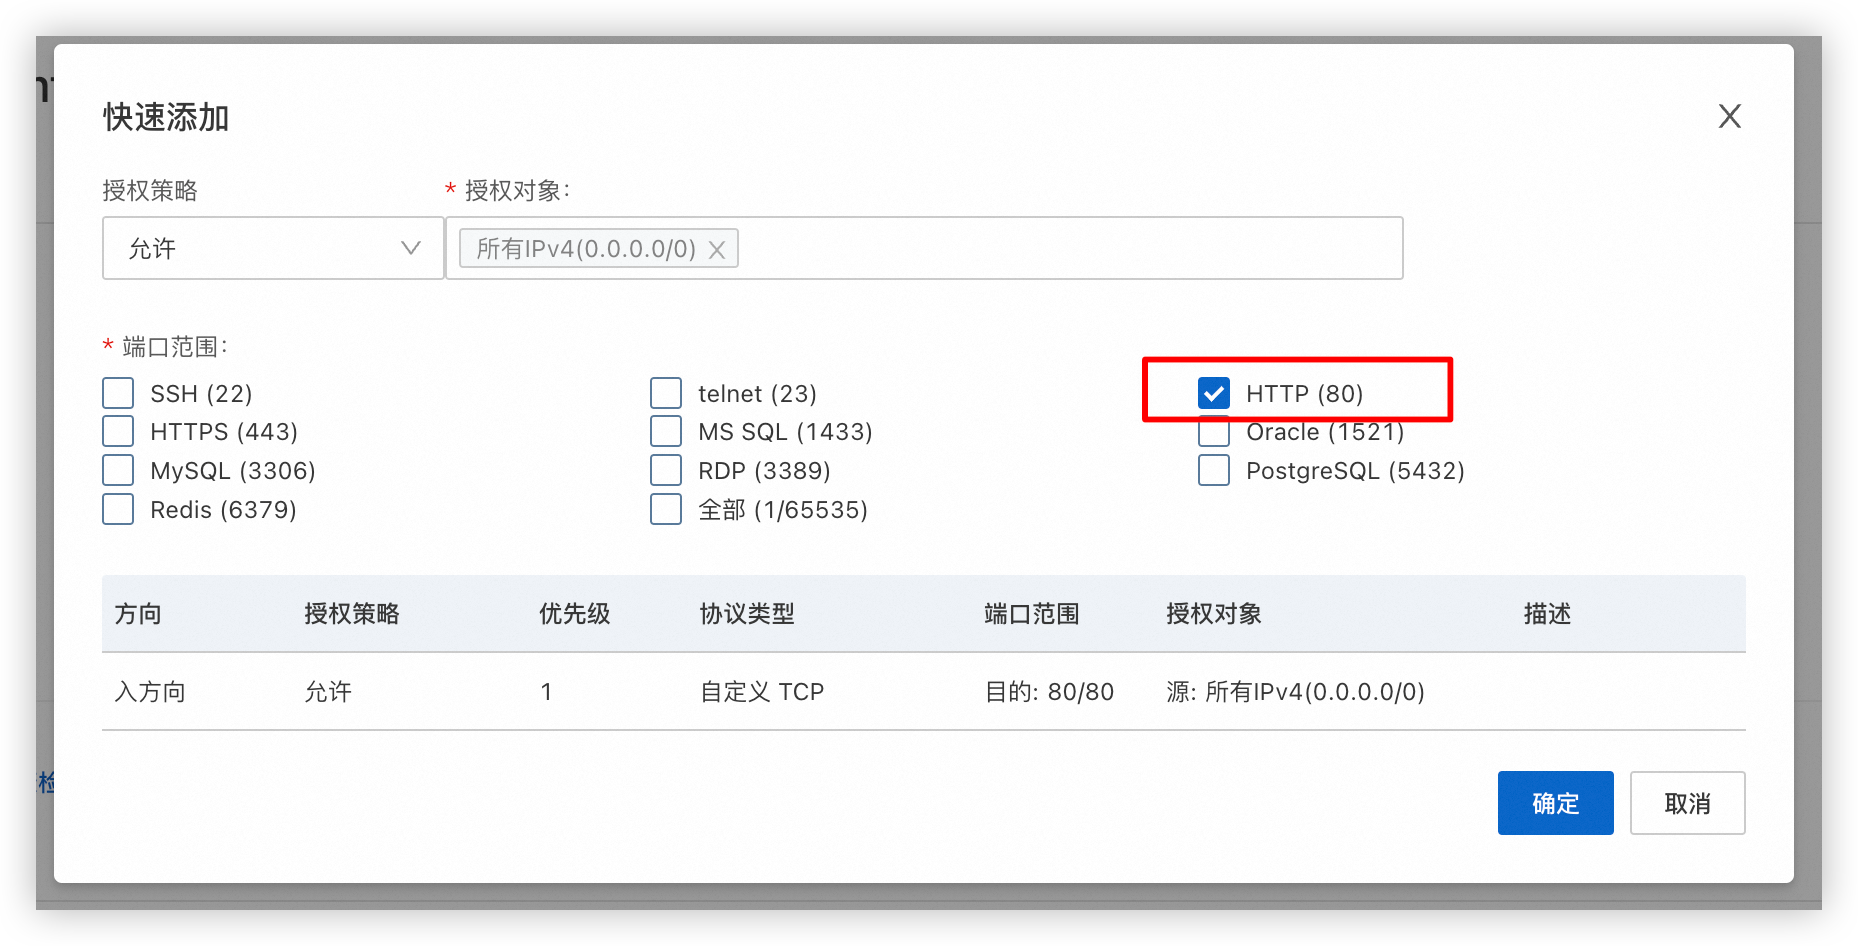 快速添加
授权策略
* 授权对象:
允许
所有IPv4(0.0.0.0/0)
* 端口范围:
SSH (22)
telnet (23)
HTTP (80)
HTTPS (443)
MS SQL (1433)
Oracle (1521)
MySQL (3306)
RDP (3389)
PostgreSQL (5432)
Redis (6379)
全部 (1/65535)
方向 授权策略 优先级 协议类型 端口范围 授权对象 描述
入方向 允许 1 自定义 TCP 目的: 80/80 源: 所有IPv4(0.0.0.0/0)
检
确定 取消